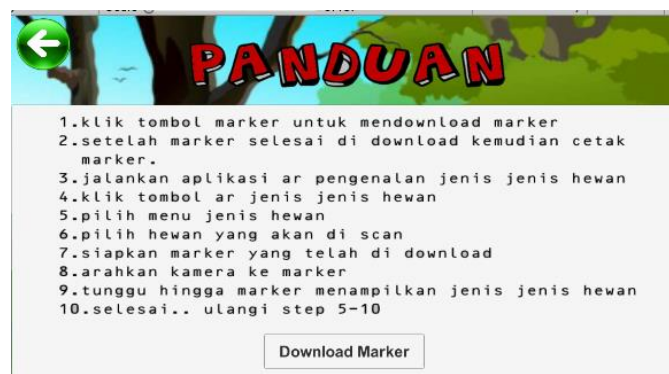 PANDUAN
1.klik tombol marker untuk mendownload marker
2.setelah marker selesai di download kemudian cetak
marker.
3.jalankan aplikasi ar pengenalan jenis jenis hewan
4.klik tombol ar jenis jenis hewan
5.pilih menu jenis hewan
6.pilih hewan yang akan di scan
7.siapkan marker yang telah di download
8.arahkan kamera ke marker
9.tunggu hingga marker menampilkan jenis jenis hewan
10.selesai.. ulangi step 5-10
Download Marker